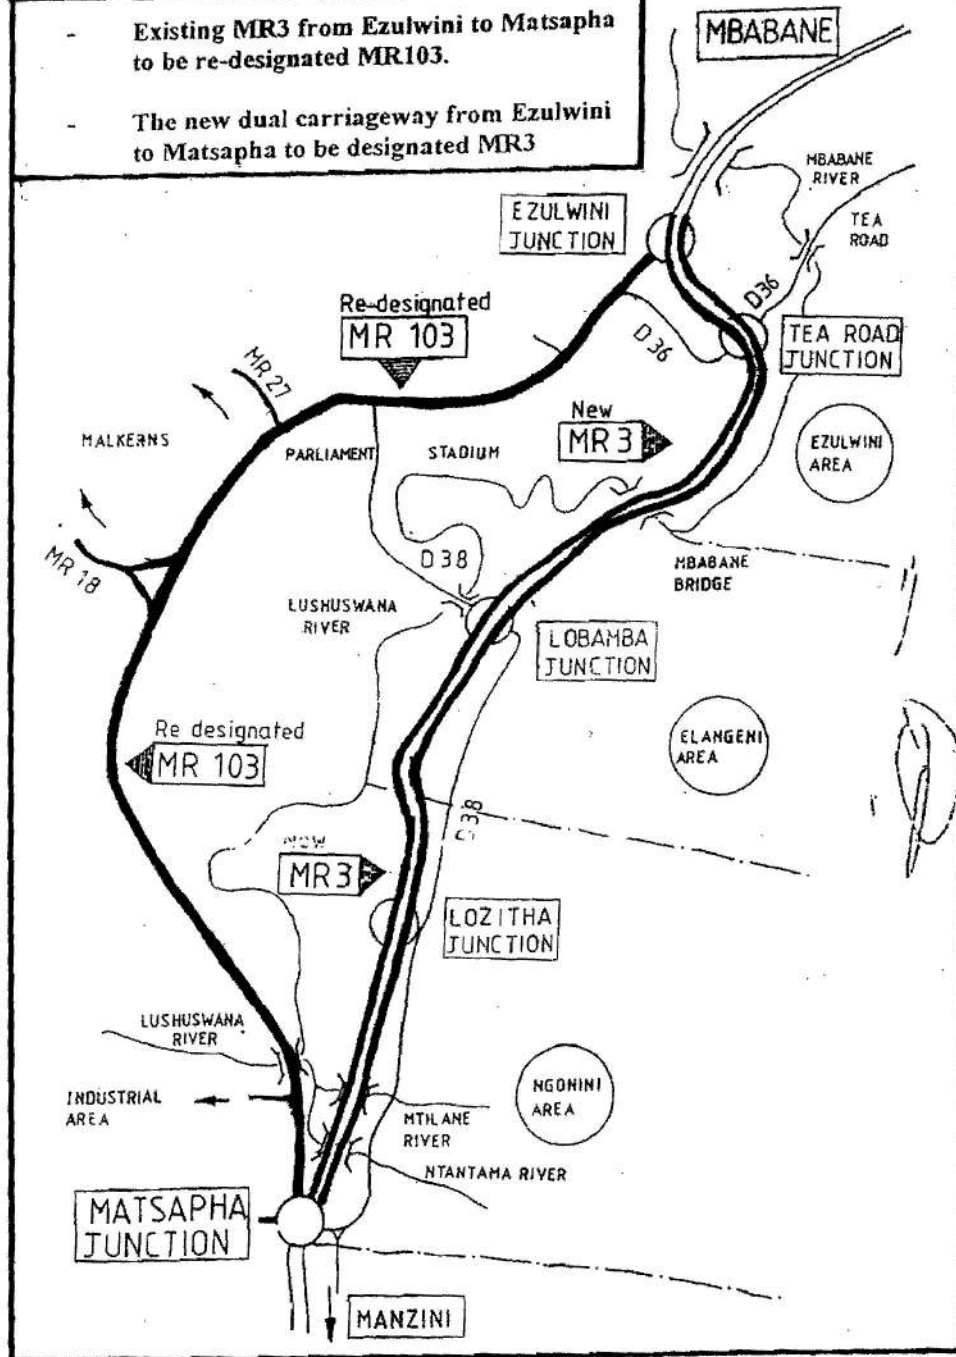 - Existing MR3 from Ezulwini to Matsapha
to be re-designated MR103.
- The new dual carriageway from Ezulwini
to Matsapha to be designated MR3
MBABANE
MBABANE
RIVER
EZULWINI
JUNCTION
TEA
ROAD
D36
Re-designated
MR 103
D 36
TEA ROAD
JUNCTION
MR 27
New
MR 3
MALKERNS
PARLIAMENT
STADIUM
EZULWINI
AREA
MR 18
D 38
MBABANE
BRIDGE
LUSHUSWANA
RIVER
LOBAMBA
JUNCTION
Re designated
MR 103
ELANGENI
AREA
D38
MR3
LOZITHA
JUNCTION
LUSHUSWANA
RIVER
INDUSTRIAL
AREA
NGONINI
AREA
MTILANE
RIVER
NTANTAMA RIVER
MATSAPHA
JUNCTION
MANZINI